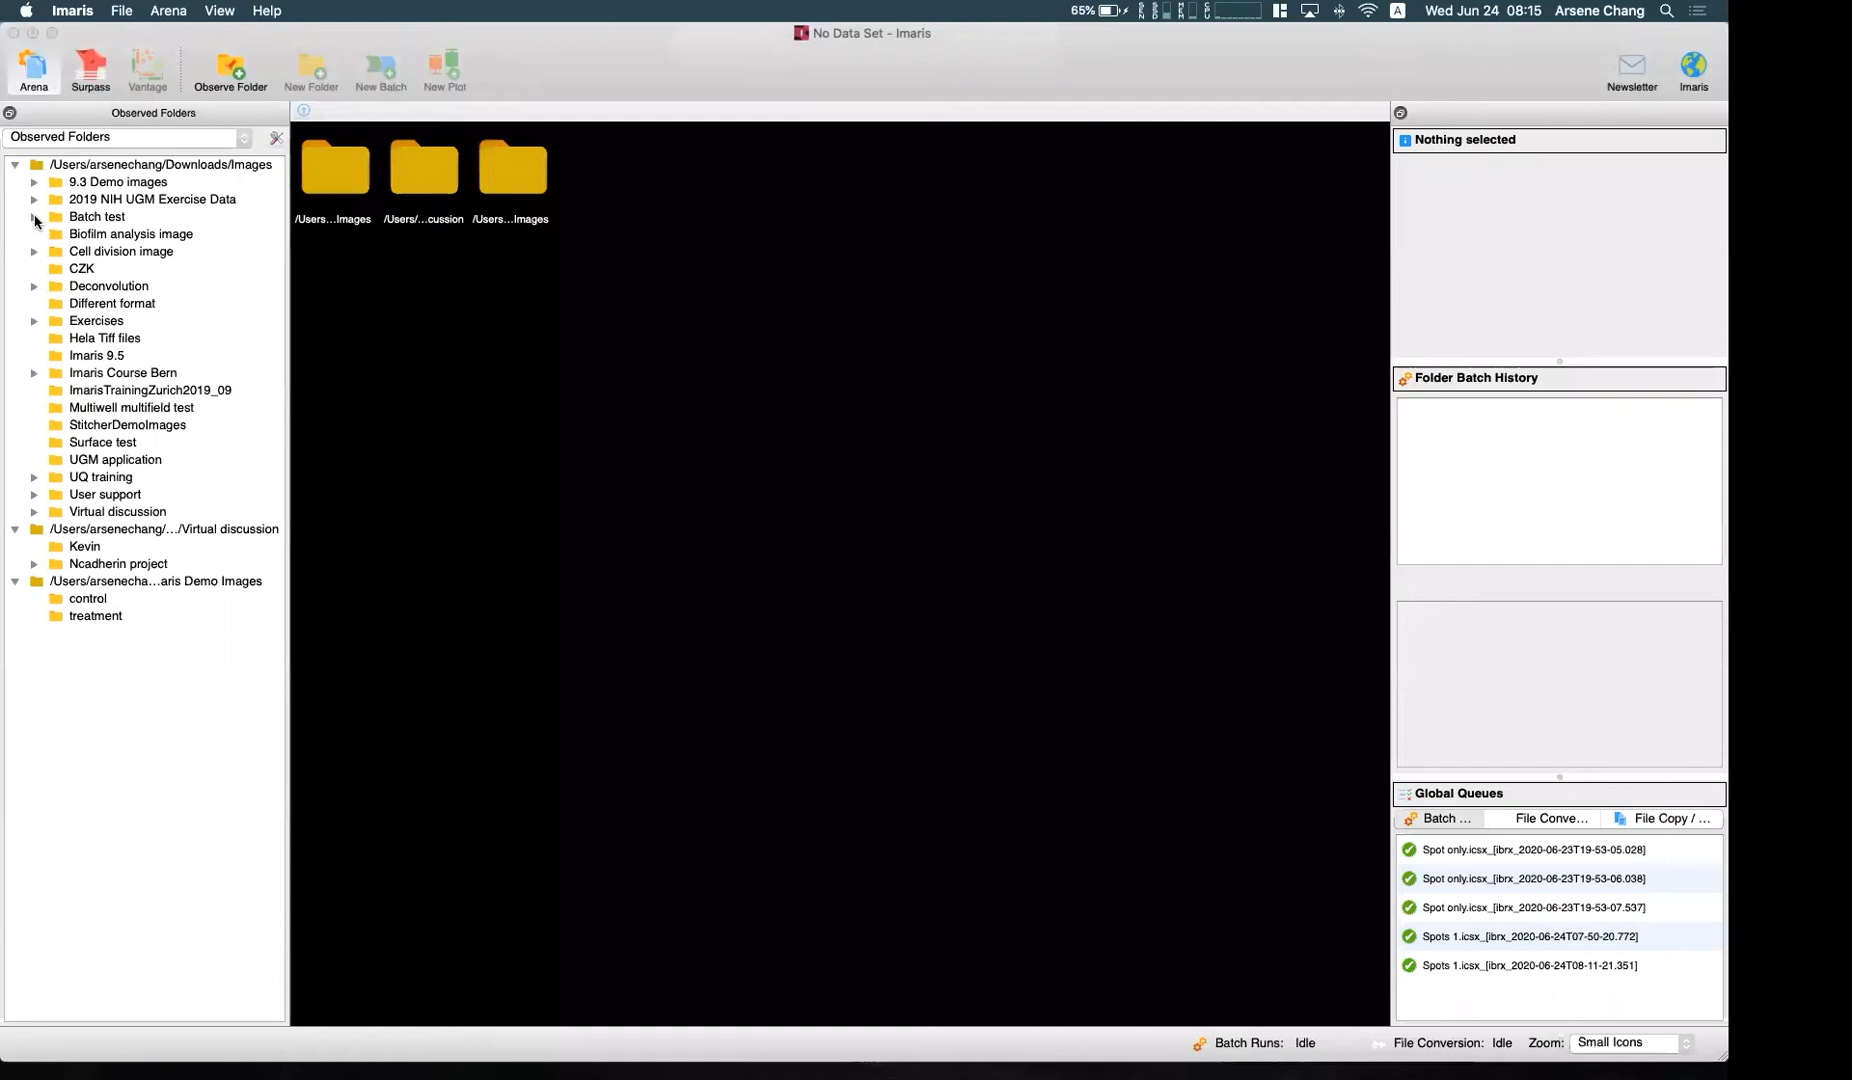 Imaris File Arena View Help
65% A Wed Jun 24 08:15 Arsene Chang
No Data Set - Imaris
Arena Surpass Vantage Observe Folder New Folder New Batch New Plot Newsletter Imaris
Observed Folders
Observed Folders
/Users/arsenechang/Downloads/Images
9.3 Demo images
2019 NIH UGM Exercise Data
Batch test
Biofilm analysis image
Cell division image
CZK
Deconvolution
Different format
Exercises
Hela Tiff files
Imaris 9.5
Imaris Course Bern
ImarisTrainingZurich2019_09
Multiwell multifield test
StitcherDemoImages
Surface test
UGM application
UQ training
User support
Virtual discussion
/Users/arsenechang/…/Virtual discussion
Kevin
Ncadherin project
/Users/arsenecha…aris Demo Images
control
treatment
/Users…Images /Users/…cussion /Users…Images
Nothing selected
Folder Batch History
Global Queues
Batch … File Conve… File Copy / …
Spot only.icsx_[ibrx_2020-06-23T19-53-05.028]
Spot only.icsx_[ibrx_2020-06-23T19-53-06.038]
Spot only.icsx_[ibrx_2020-06-23T19-53-07.537]
Spots 1.icsx_[ibrx_2020-06-24T07-50-20.772]
Spots 1.icsx_[ibrx_2020-06-24T08-11-21.351]
Batch Runs: Idle File Conversion: Idle Zoom: Small Icons